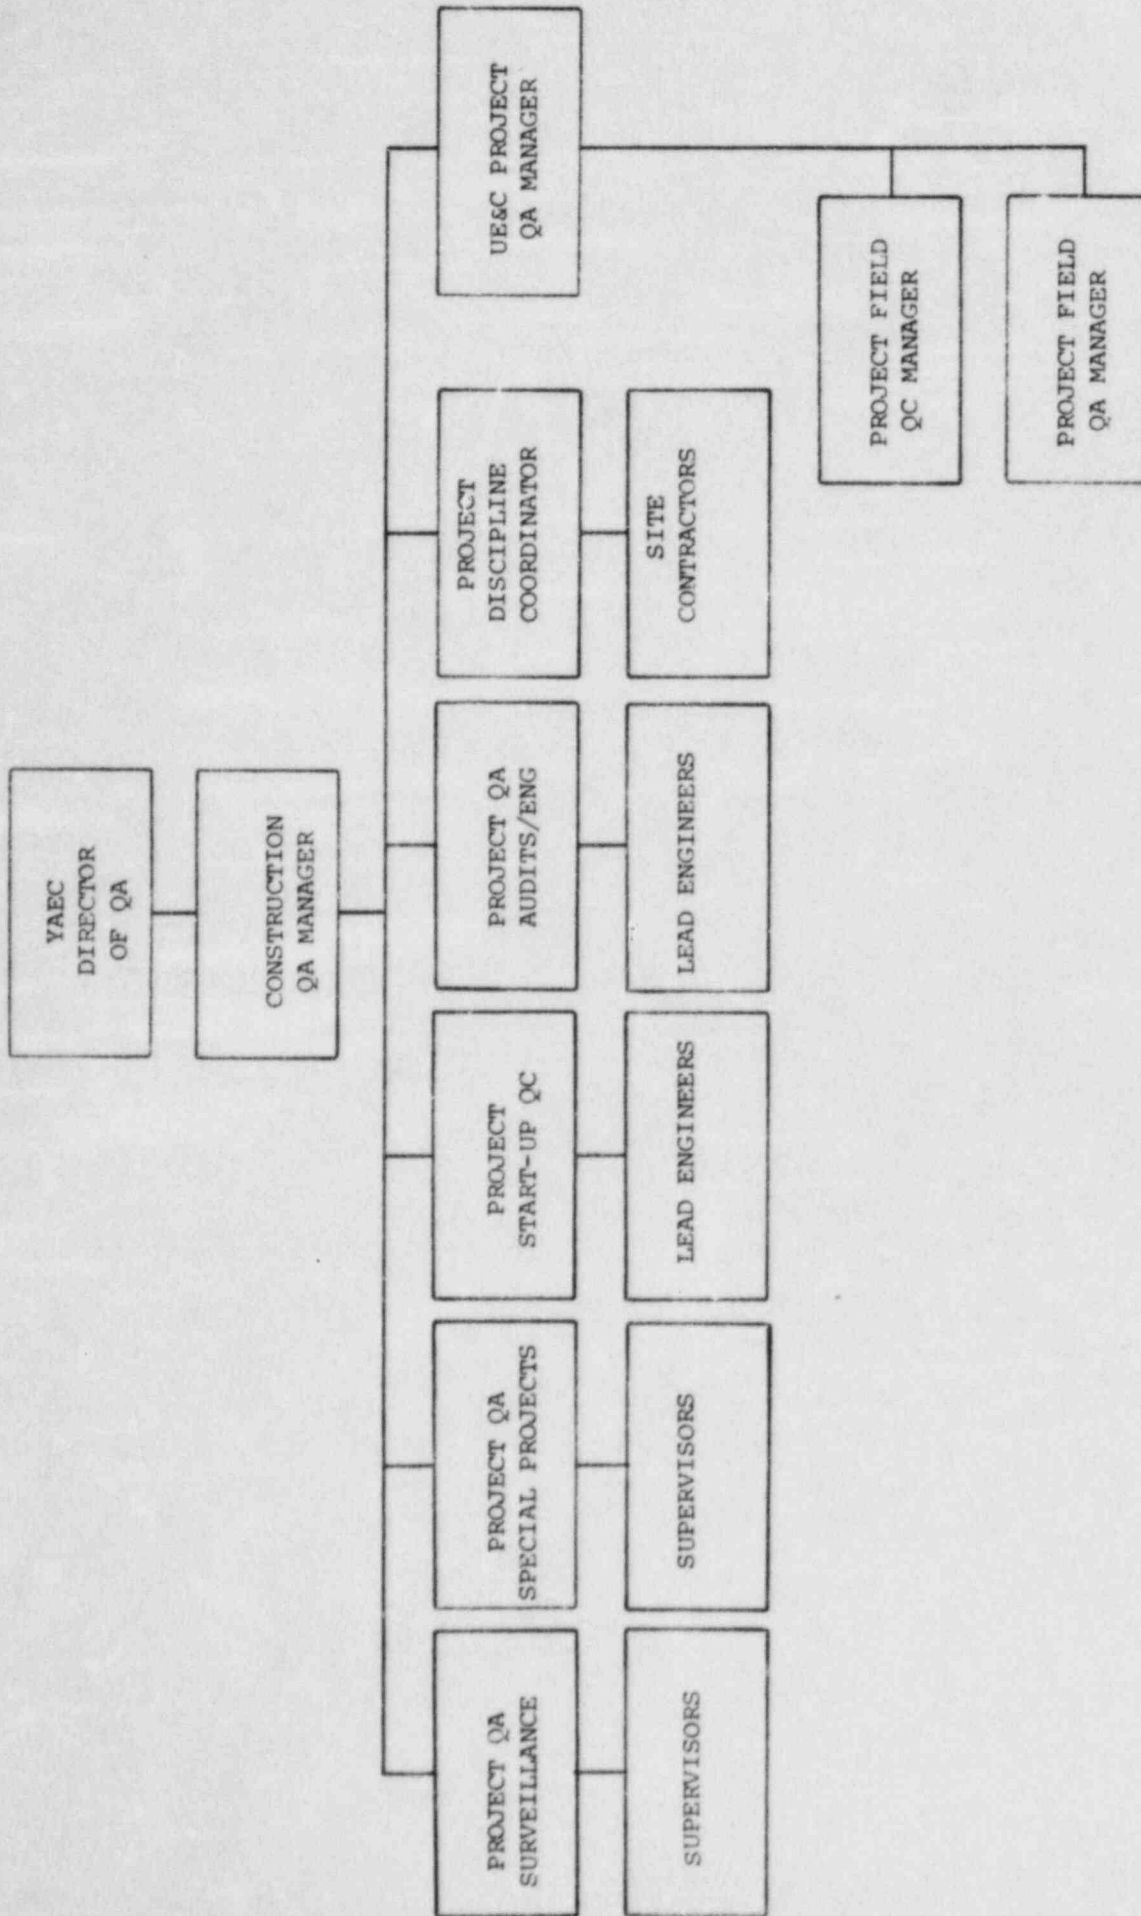 YAEC
DIRECTOR
OF QA
CONSTRUCTION
QA MANAGER
PROJECT QA
SURVEILLANCE
PROJECT QA
SPECIAL PROJECTS
PROJECT
START-UP QC
PROJECT QA
AUDITS/ENG
PROJECT
DISCIPLINE
COORDINATOR
UE&C PROJECT
QA MANAGER
SUPERVISORS
SUPERVISORS
LEAD ENGINEERS
LEAD ENGINEERS
SITE
CONTRACTORS
PROJECT FIELD
QC MANAGER
PROJECT FIELD
QA MANAGER